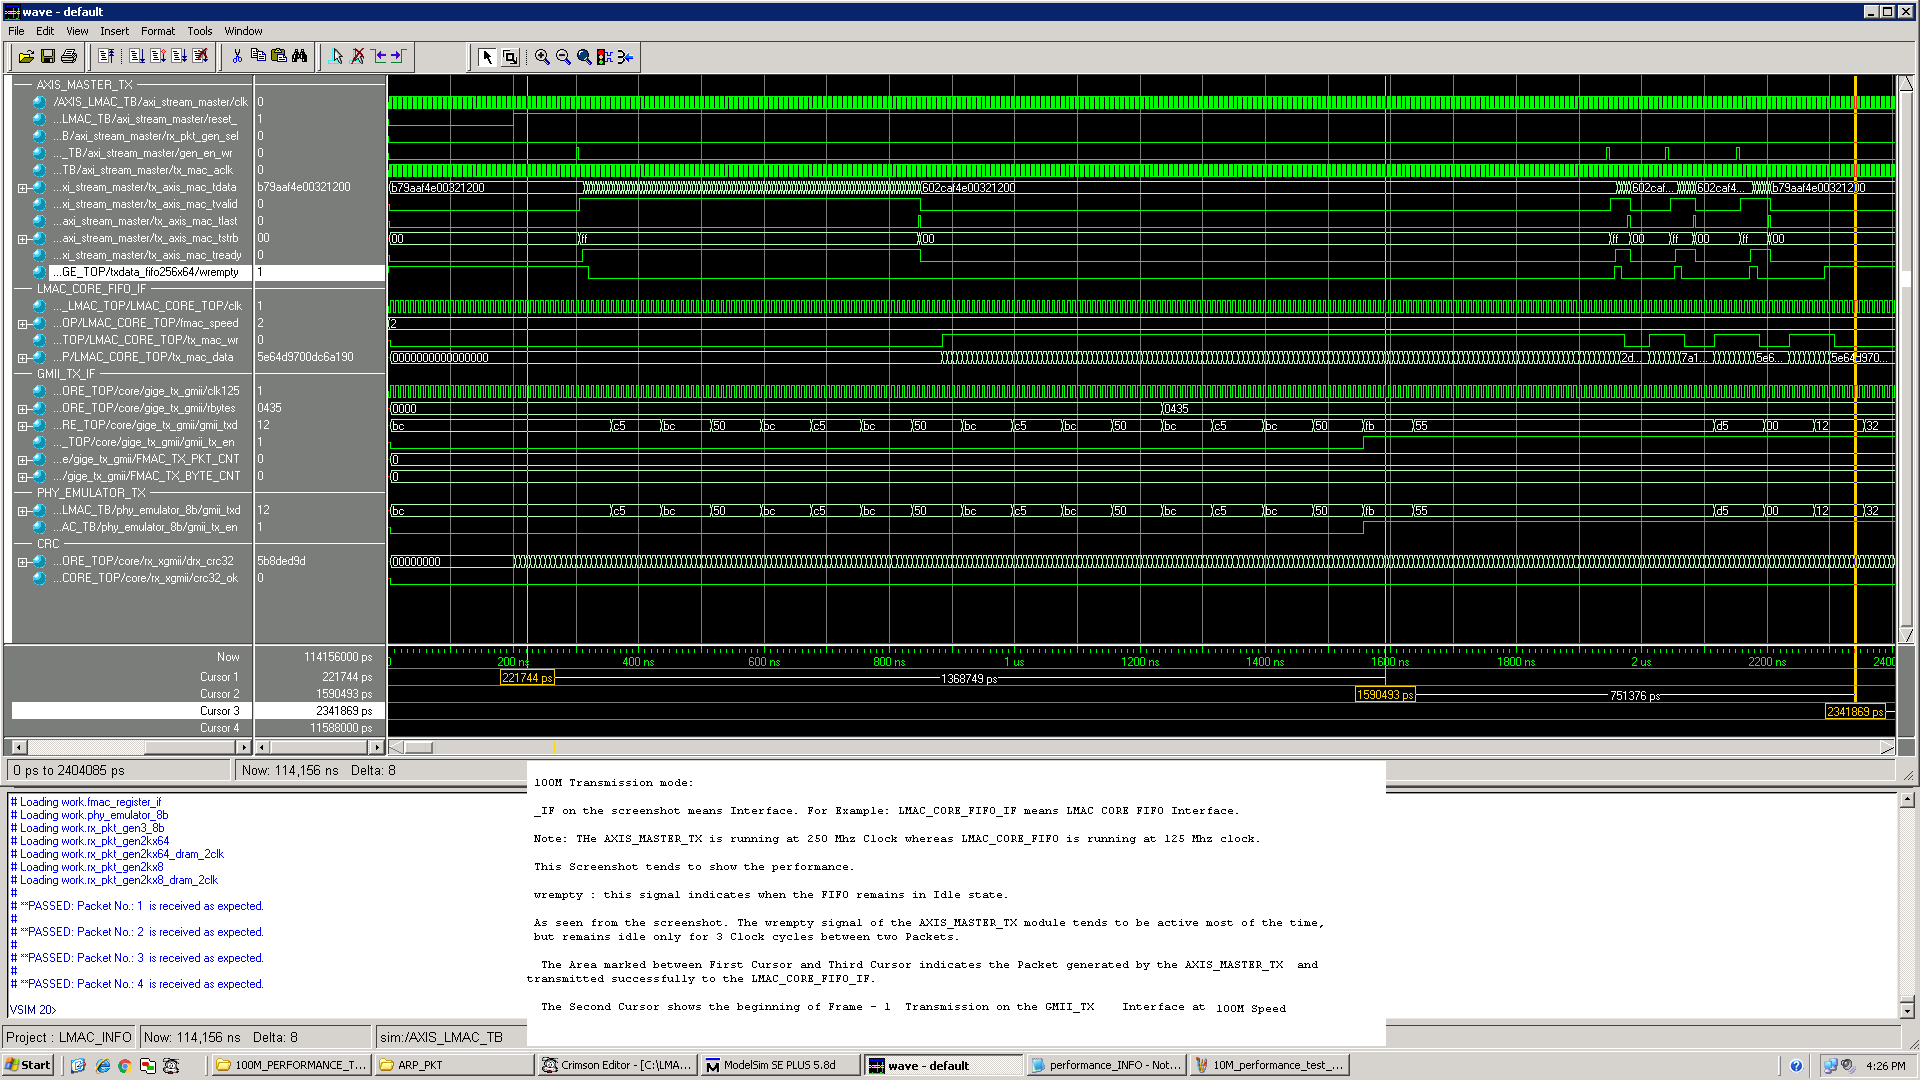 wave - default
File Edit View Insert Format Tools Window
AXIS_MASTER_TX
/AXIS_LMAC_TB/axi_stream_master/clk 0
...LMAC_TB/axi_stream_master/reset_ 1
...B/axi_stream_master/rx_pkt_gen_sel 0
..._TB/axi_stream_master/gen_en_wr 0
...TB/axi_stream_master/tx_mac_aclk 0
...xi_stream_master/tx_axis_mac_tdata b79aaf4e00321200 b79aaf4e00321200 602caf4e00321200 602caf... 602caf4... b79aaf4e00321200
...xi_stream_master/tx_axis_mac_tvalid 0
...axi_stream_master/tx_axis_mac_tlast 0
...axi_stream_master/tx_axis_mac_tstrb 00 00 ff 00 ff 00 ff 00 ff 00
...xi_stream_master/tx_axis_mac_tready 0
...GE_TOP/txdata_fifo256x64/wrempty 1
LMAC_CORE_FIFO_IF
..._LMAC_TOP/LMAC_CORE_TOP/clk 1
...OP/LMAC_CORE_TOP/fmac_speed 2 2
...TOP/LMAC_CORE_TOP/tx_mac_wr 0
...P/LMAC_CORE_TOP/tx_mac_data 5e64d9700dc6a190 0000000000000000 2d... 7a1... 5e6... 5e64d970...
GMII_TX_IF
...ORE_TOP/core/gige_tx_gmii/clk125 1
...ORE_TOP/core/gige_tx_gmii/rbytes 0435 0000 0435
...RE_TOP/core/gige_tx_gmii/gmii_txd 12 bc c5 bc 50 bc c5 bc 50 bc c5 bc 50 bc c5 bc 50 fb 55 d5 00 12 32
..._TOP/core/gige_tx_gmii/gmii_tx_en 1
...e/gige_tx_gmii/FMAC_TX_PKT_CNT 0 0
.../gige_tx_gmii/FMAC_TX_BYTE_CNT 0 0
PHY_EMULATOR_TX
...LMAC_TB/phy_emulator_8b/gmii_txd 12 bc c5 bc 50 bc c5 bc 50 bc c5 bc 50 bc c5 bc 50 fb 55 d5 00 12 32
...AC_TB/phy_emulator_8b/gmii_tx_en 1
CRC
...ORE_TOP/core/rx_xgmii/drx_crc32 5b8ded9d 00000000
...CORE_TOP/core/rx_xgmii/crc32_ok 0
Now 114156000 ps 0 200 ns 400 ns 600 ns 800 ns 1 us 1200 ns 1400 ns 1600 ns 1800 ns 2 us 2200 ns 2400
Cursor 1 221744 ps 221744 ps 1368749 ps
Cursor 2 1590493 ps 1590493 ps 751376 ps
Cursor 3 2341869 ps 2341869 ps
Cursor 4 11588000 ps
0 ps to 2404085 ps Now: 114,156 ns Delta: 8
# Loading work.fmac_register_if
# Loading work.phy_emulator_8b
# Loading work.rx_pkt_gen3_8b
# Loading work.rx_pkt_gen2kx64
# Loading work.rx_pkt_gen2kx64_dram_2clk
# Loading work.rx_pkt_gen2kx8
# Loading work.rx_pkt_gen2kx8_dram_2clk
#
# **PASSED: Packet No.: 1 is received as expected.
#
# **PASSED: Packet No.: 2 is received as expected.
#
# **PASSED: Packet No.: 3 is received as expected.
#
# **PASSED: Packet No.: 4 is received as expected.
VSIM 20>
100M Transmission mode:
_IF on the screenshot means Interface. For Example: LMAC_CORE_FIFO_IF means LMAC CORE FIFO Interface.
Note: THe AXIS_MASTER_TX is running at 250 Mhz Clock whereas LMAC_CORE_FIFO is running at 125 Mhz clock.
This Screenshot tends to show the performance.
wrempty : this signal indicates when the FIFO remains in Idle state.
As seen from the screenshot. The wrempty signal of the AXIS_MASTER_TX module tends to be active most of the time,
but remains idle only for 3 Clock cycles between two Packets.
The Area marked between First Cursor and Third Cursor indicates the Packet generated by the AXIS_MASTER_TX and
transmitted successfully to the LMAC_CORE_FIFO_IF.
The Second Cursor shows the beginning of Frame - 1 Transmission on the GMII_TX Interface at 100M Speed
Project : LMAC_INFO Now: 114,156 ns Delta: 8 sim:/AXIS_LMAC_TB
Start 100M_PERFORMANCE_T... ARP_PKT Crimson Editor - [C:\LMA... ModelSim SE PLUS 5.8d wave - default performance_INFO - Not... 10M_performance_test_... 4:26 PM